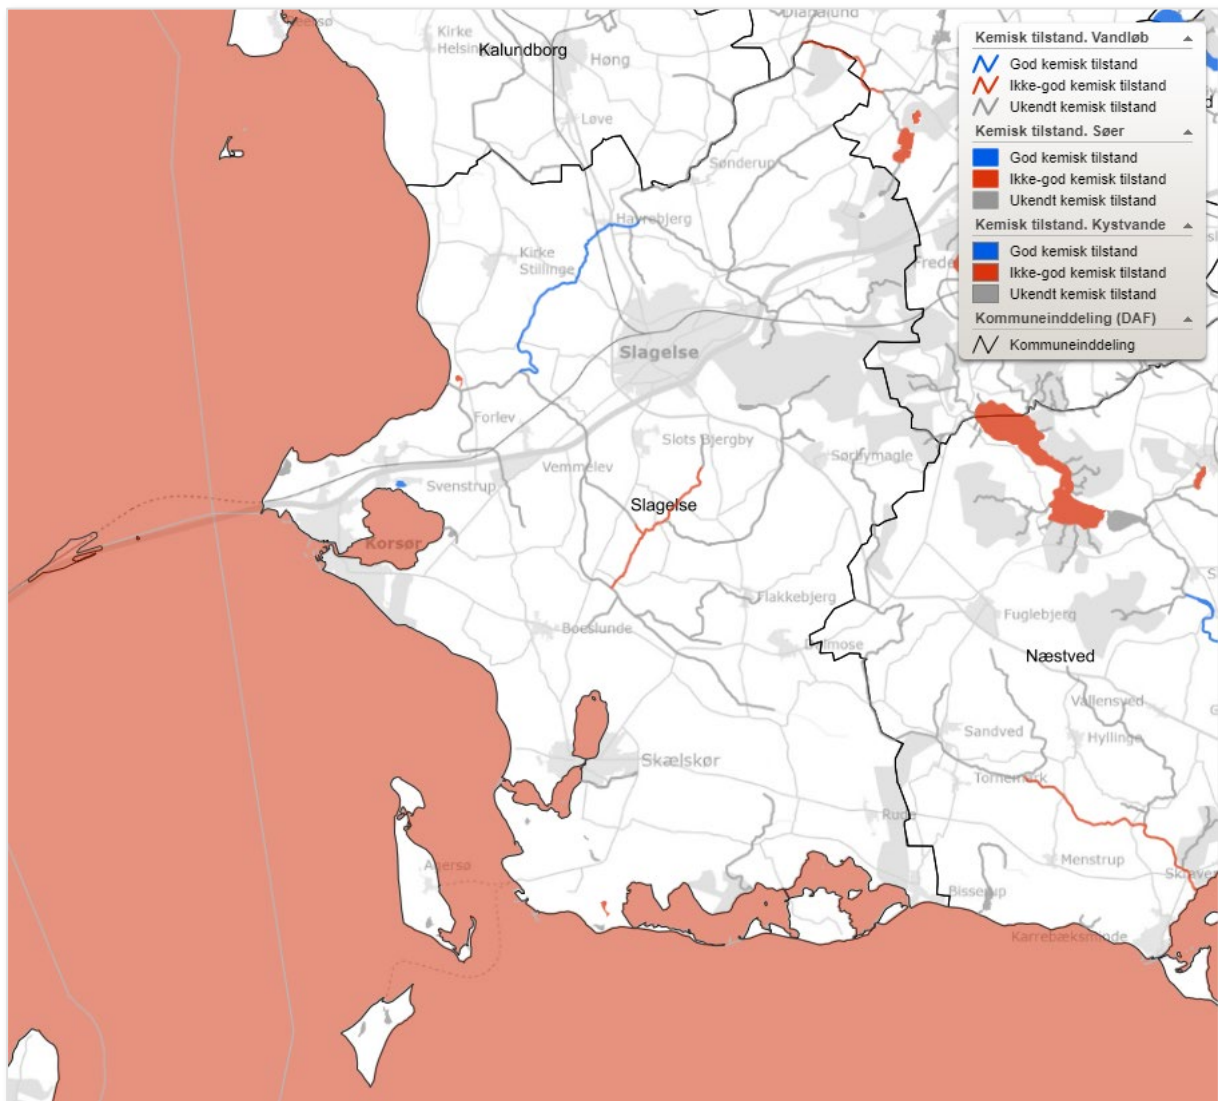 Dianalund
Kirke
Helsinge
Kalundborg
Høng
Løve
Sønderup
Havrebjerg
Kirke
Stillinge
Slagelse
Forlev
Slots Bjergby
Sørbymagle
Vemmelev
Svenstrup
Slagelse
Korsør
Flakkebjerg
Fuglebjerg
Boeslunde
Dalmose
Næstved
Vallensved
Sandved
Hyllinge
Skælskør
Tornemark
Rude
Menstrup
Agersø
Bisserup
Karrebæksminde
Kemisk tilstand. Vandløb
God kemisk tilstand
Ikke-god kemisk tilstand
Ukendt kemisk tilstand
Kemisk tilstand. Søer
God kemisk tilstand
Ikke-god kemisk tilstand
Ukendt kemisk tilstand
Kemisk tilstand. Kystvande
God kemisk tilstand
Ikke-god kemisk tilstand
Ukendt kemisk tilstand
Kommuneinddeling (DAF)
Kommuneinddeling